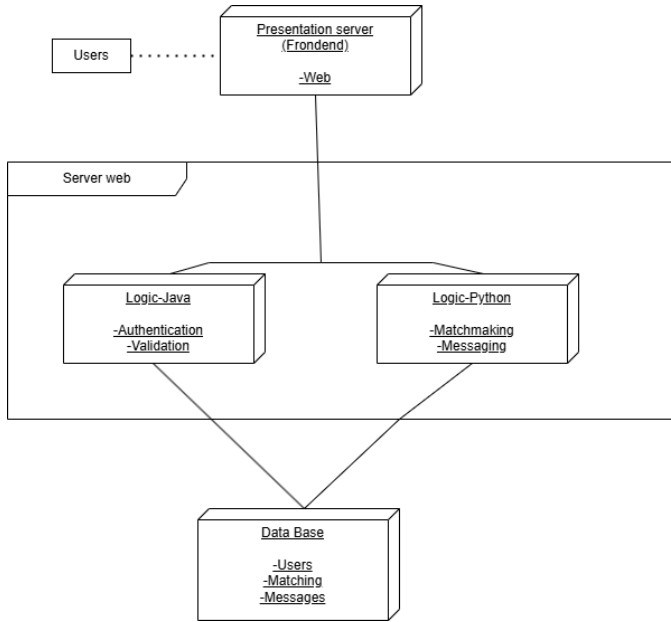 Presentation server
(Frondend)
-Web
Users
Server web
Logic-Java
-Authentication
-Validation
Logic-Python
-Matchmaking
-Messaging
Data Base
-Users
-Matching
-Messages